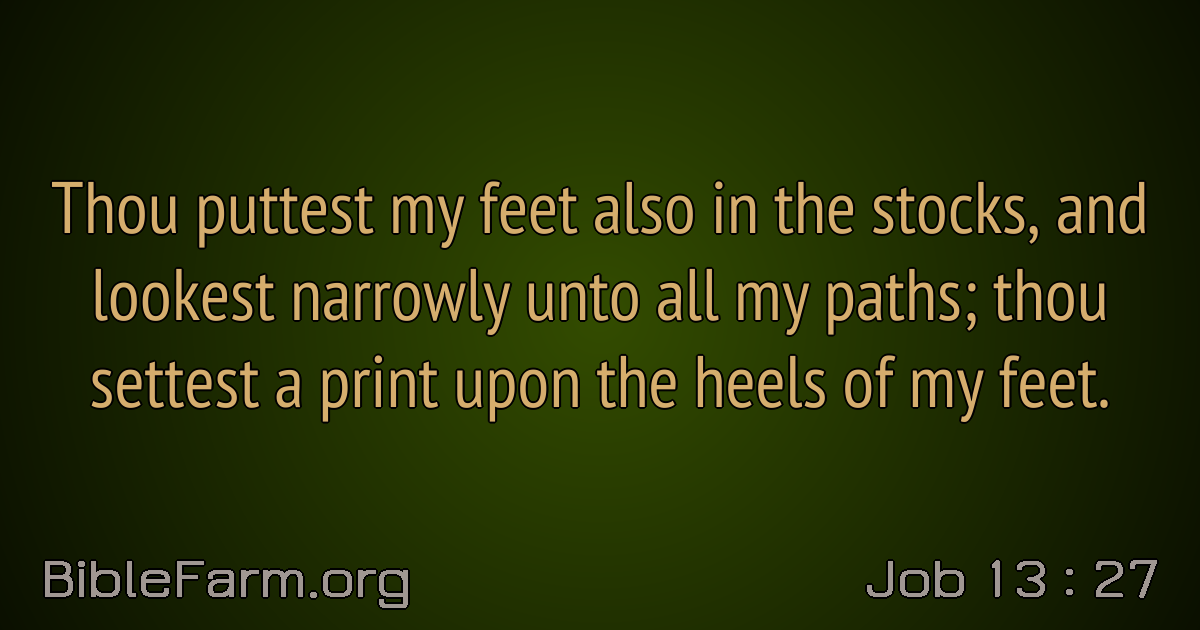 Thou puttest my feet also in the stocks, and
lookest narrowly unto all my paths; thou
settest a print upon the heels of my feet.
BibleFarm.org
Job 13 : 27